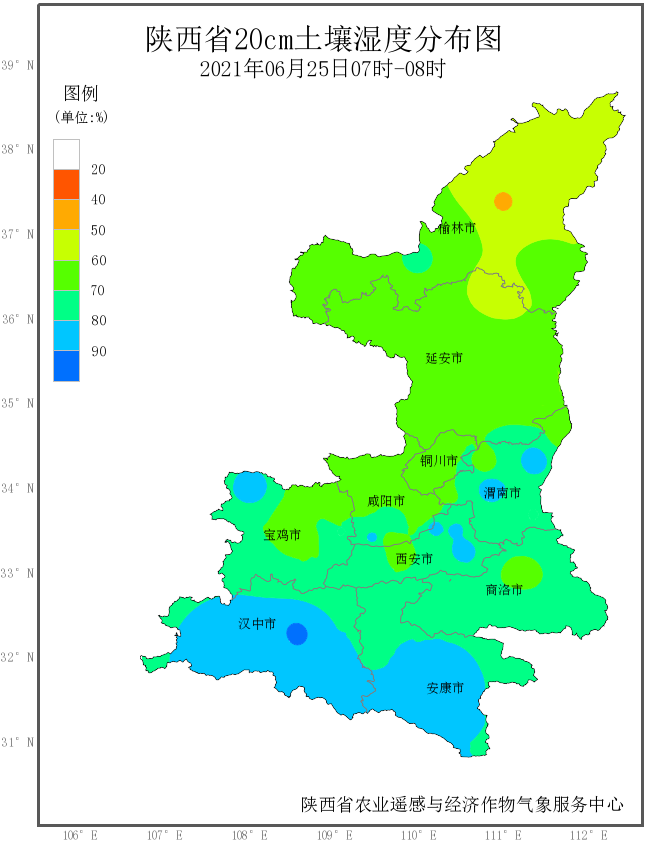 陕西省20cm土壤湿度分布图
2021年06月25日07时-08时
图例
(单位:%)
20
40
50
60
70
80
90
39° N
38° N
37° N
36° N
35° N
34° N
33° N
32° N
31° N
榆林市
延安市
铜川市
咸阳市
渭南市
宝鸡市
西安市
商洛市
汉中市
安康市
陕西省农业遥感与经济作物气象服务中心
106° E 107° E 108° E 109° E 110° E 111° E 112° E